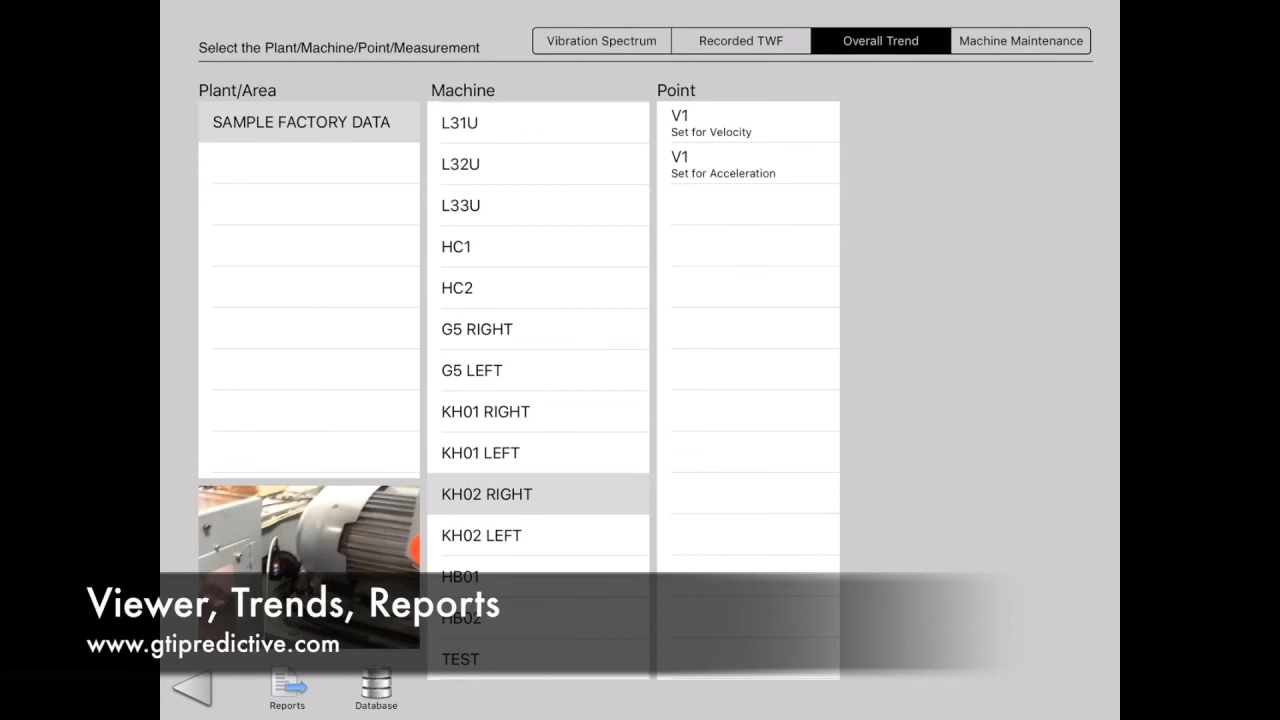 Select the Plant/Machine/Point/Measurement
Vibration Spectrum
Recorded TWF
Overall Trend
Machine Maintenance
Plant/Area
SAMPLE FACTORY DATA
Machine
L31U
L32U
L33U
HC1
HC2
G5 RIGHT
G5 LEFT
KH01 RIGHT
KH01 LEFT
KH02 RIGHT
KH02 LEFT
HB01
HB02
TEST
Point
V1
Set for Velocity
V1
Set for Acceleration
Viewer, Trends, Reports
www.gtipredictive.com
Reports
Database